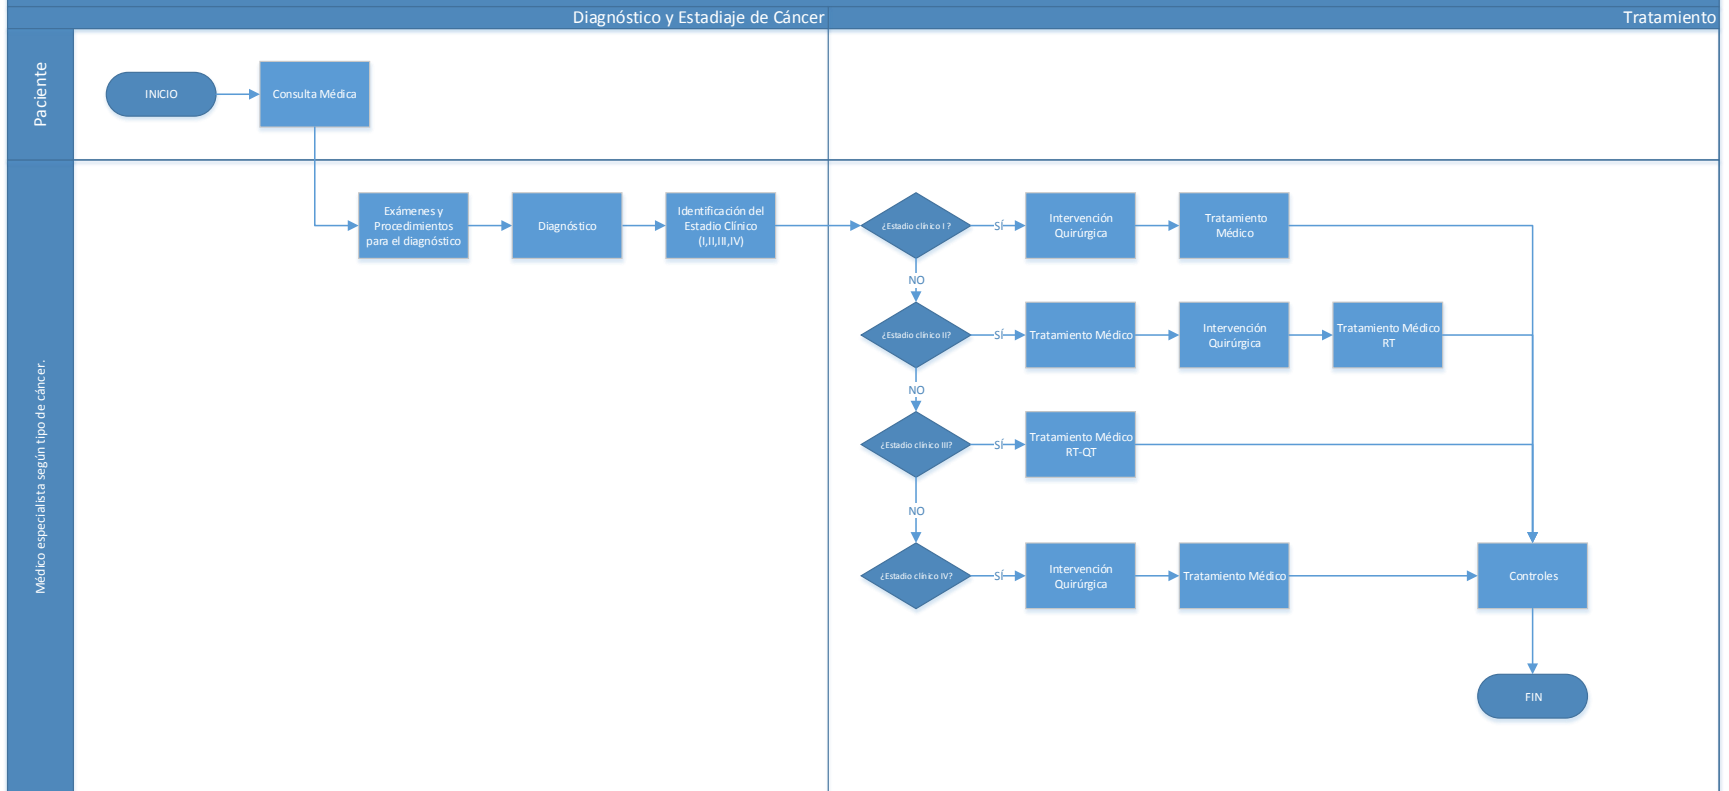 Diagnóstico y Estadiaje de Cáncer
Tratamiento
Paciente
INICIO
Consulta Médica
Médico especialista según tipo de cáncer.
Exámenes y
Procedimientos
para el diagnóstico
Diagnóstico
Identificación del
Estadio Clínico
(I,II,III,IV)
¿Estadio clínico I ?
SÍ
Intervención
Quirúrgica
Tratamiento
Médico
NO
¿Estadio clínico II?
SÍ
Tratamiento Médico
Intervención
Quirúrgica
Tratamiento Médico
RT
NO
¿Estadio clínico III?
SÍ
Tratamiento Médico
RT-QT
NO
¿Estadio clínico IV?
SÍ
Intervención
Quirúrgica
Tratamiento Médico
Controles
FIN